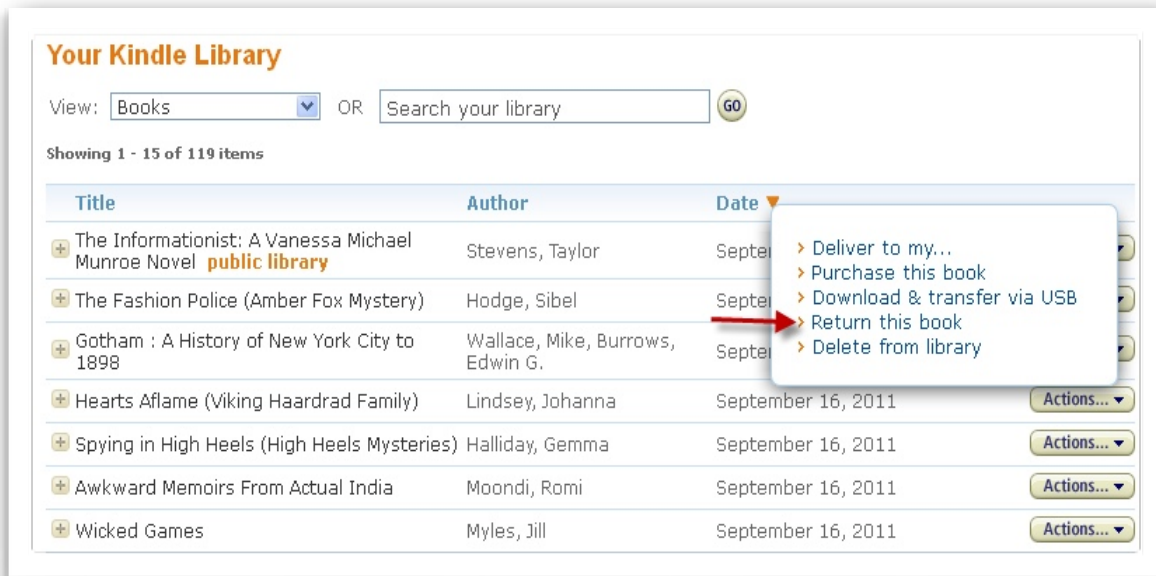 Your Kindle Library
View: Books OR Search your library GO
Showing 1 - 15 of 119 items
Title Author Date
The Informationist: A Vanessa Michael
Munroe Novel public library
Stevens, Taylor
Deliver to my...
Purchase this book
Download & transfer via USB
Return this book
Delete from library
The Fashion Police (Amber Fox Mystery) Hodge, Sibel
Gotham : A History of New York City to
1898
Wallace, Mike, Burrows,
Edwin G.
Hearts Aflame (Viking Haardrad Family) Lindsey, Johanna September 16, 2011 Actions...
Spying in High Heels (High Heels Mysteries) Halliday, Gemma September 16, 2011 Actions...
Awkward Memoirs From Actual India Moondi, Romi September 16, 2011 Actions...
Wicked Games Myles, Jill September 16, 2011 Actions...